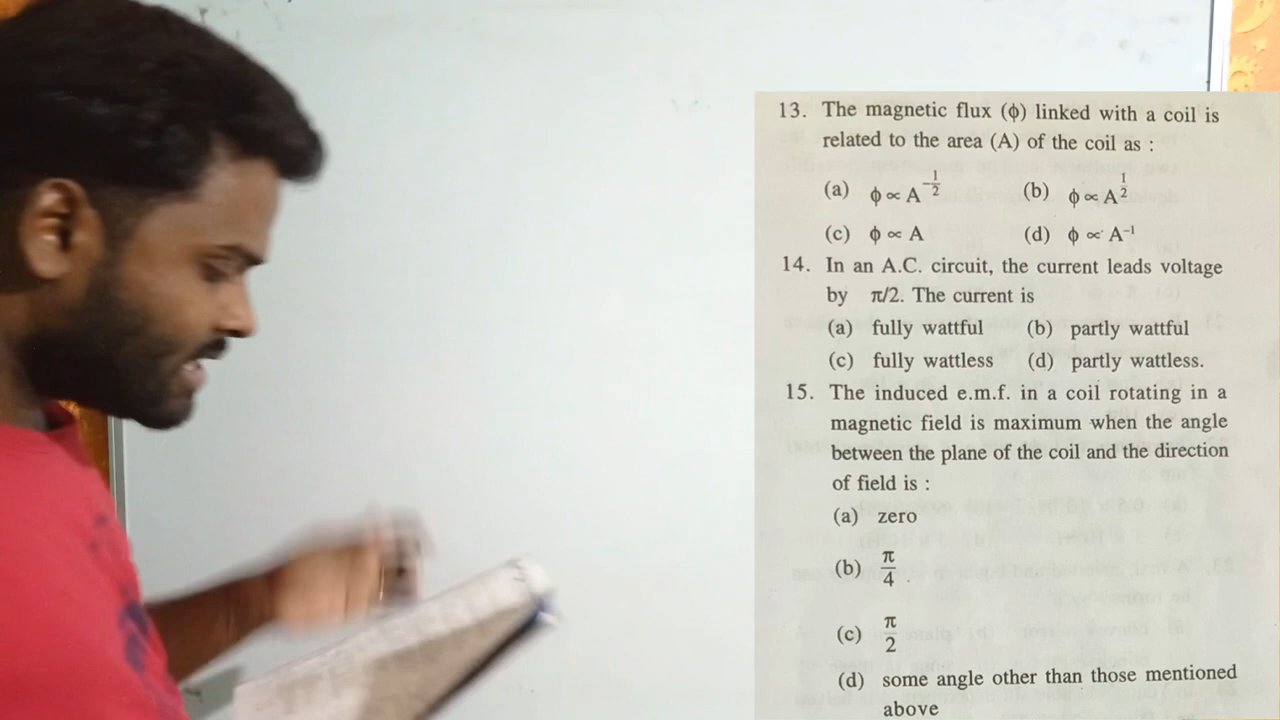 13. The magnetic flux (ϕ) linked with a coil is
related to the area (A) of the coil as :
(a) ϕ ∝ A^{-1/2} (b) ϕ ∝ A^{1/2}
(c) ϕ ∝ A (d) ϕ ∝ A^{-1}
14. In an A.C. circuit, the current leads voltage
by π/2. The current is
(a) fully wattful (b) partly wattful
(c) fully wattless (d) partly wattless.
15. The induced e.m.f. in a coil rotating in a
magnetic field is maximum when the angle
between the plane of the coil and the direction
of field is :
(a) zero
(b) π/4
(c) π/2
(d) some angle other than those mentioned
above